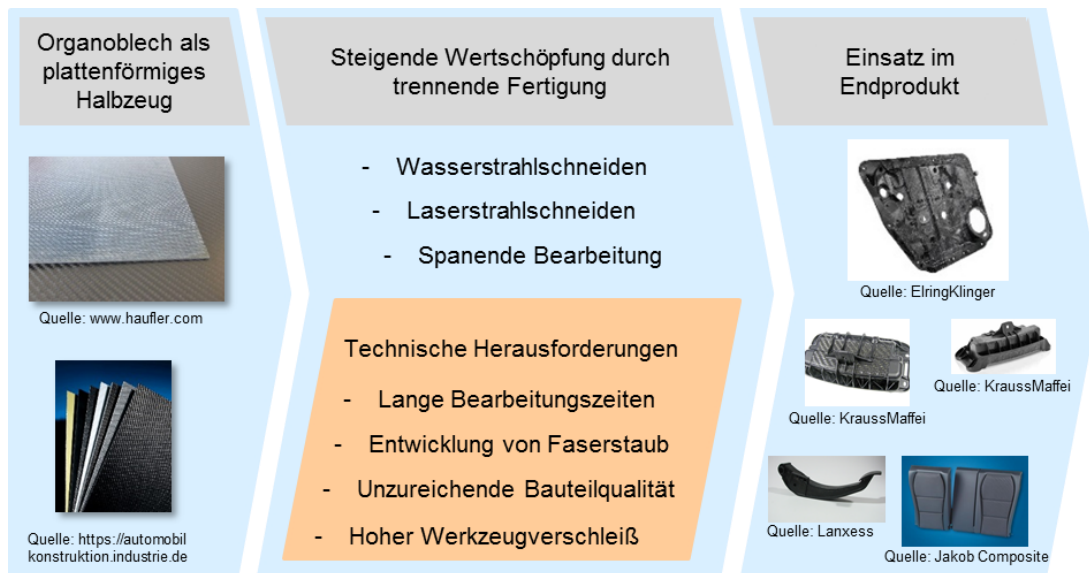 Organoblech als
plattenförmiges
Halbzeug
Quelle: www.haufler.com
Quelle: https://automobil
konstruktion.industrie.de
Steigende Wertschöpfung durch
trennende Fertigung
- Wasserstrahlschneiden
- Laserstrahlschneiden
- Spanende Bearbeitung
Technische Herausforderungen
- Lange Bearbeitungszeiten
- Entwicklung von Faserstaub
- Unzureichende Bauteilqualität
- Hoher Werkzeugverschleiß
Einsatz im
Endprodukt
Quelle: ElringKlinger
Quelle: KraussMaffei
Quelle: KraussMaffei
Quelle: Lanxess
Quelle: Jakob Composite